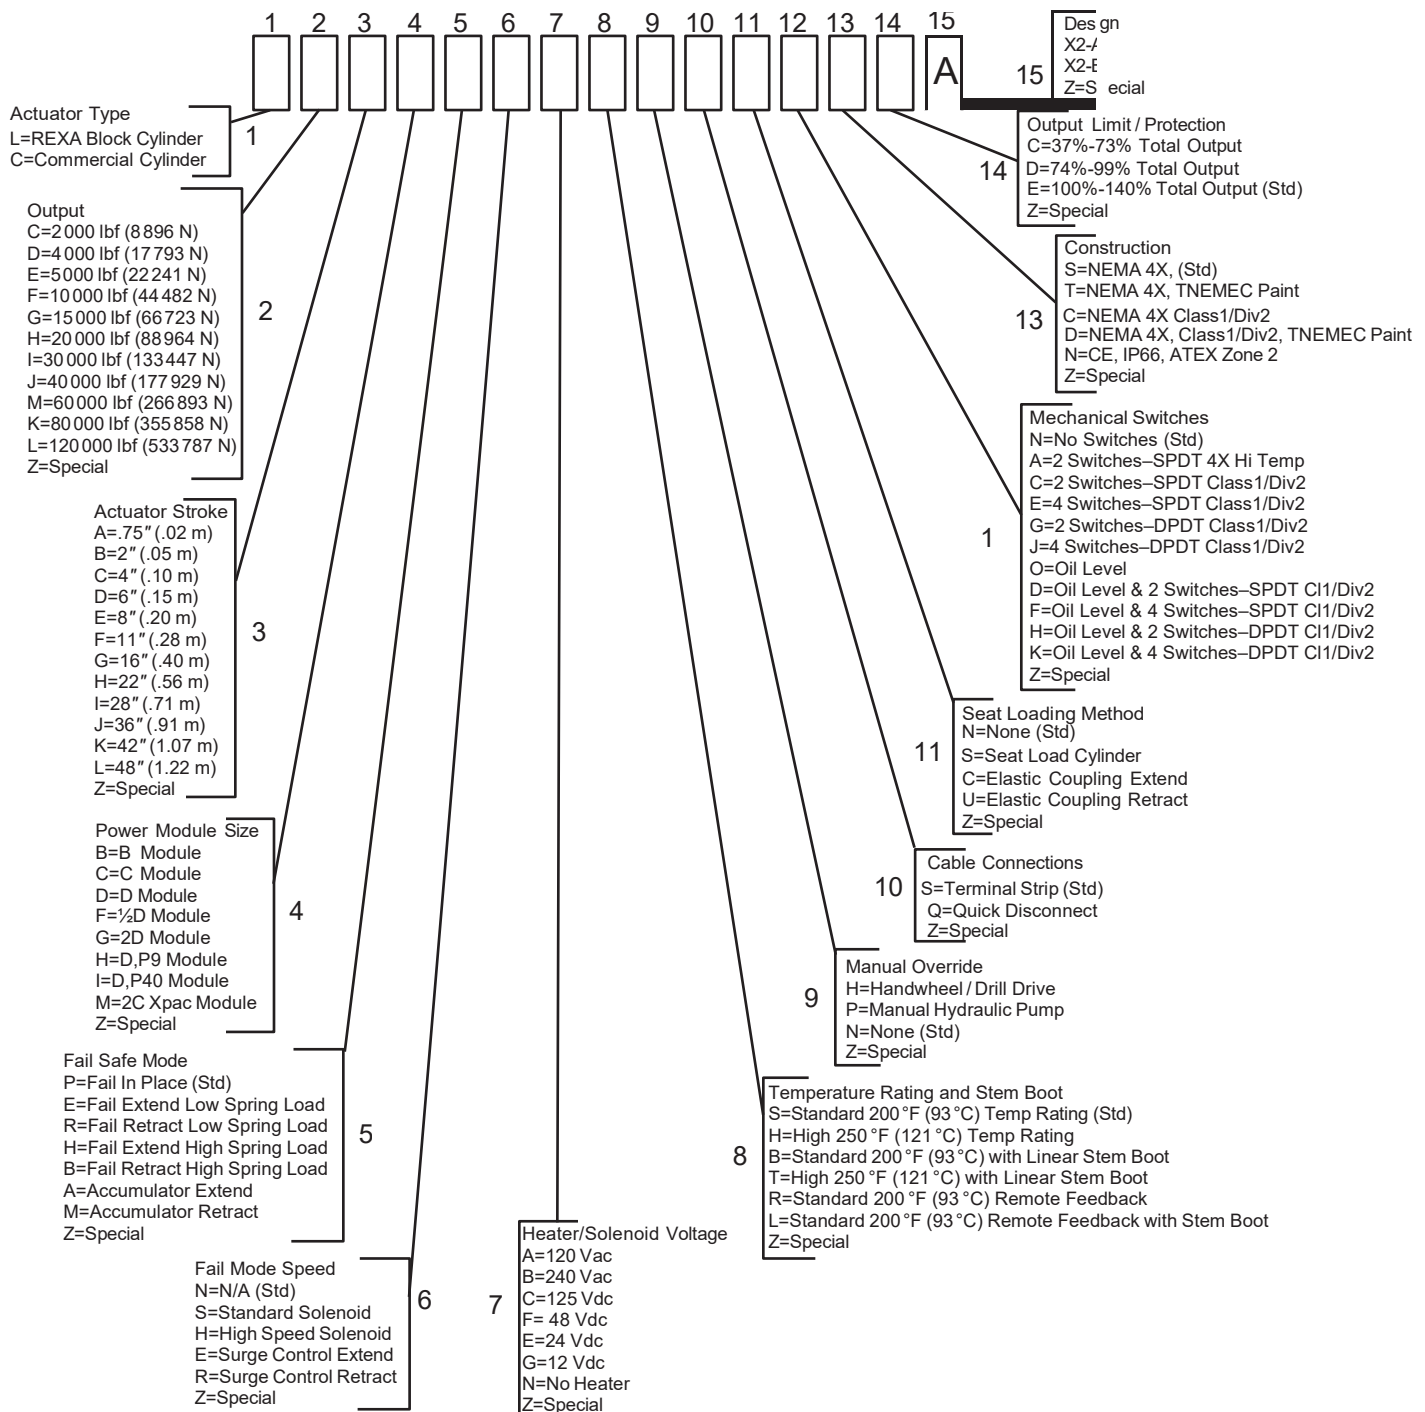 1 2 3 4 5 6 7 8 9 10 11 12 13 14 15
A
15
Des gn
X2-
X2-
Z=S ecial
Actuator Type
L=REXA Block Cylinder
C=Commercial Cylinder
1
Output
C=2 000 lbf (8 896 N)
D=4 000 lbf (17 793 N)
E=5 000 lbf (22 241 N)
F=10 000 lbf (44 482 N)
G=15 000 lbf (66 723 N)
H=20 000 lbf (88 964 N)
I=30 000 lbf (133 447 N)
J=40 000 lbf (177 929 N)
M=60 000 lbf (266 893 N)
K=80 000 lbf (355 858 N)
L=120 000 lbf (533 787 N)
Z=Special
2
Actuator Stroke
A=.75″ (.02 m)
B=2″ (.05 m)
C=4″ (.10 m)
D=6″ (.15 m)
E=8″ (.20 m)
F=11″ (.28 m)
G=16″ (.40 m)
H=22″ (.56 m)
I=28″ (.71 m)
J=36″ (.91 m)
K=42″ (1.07 m)
L=48″ (1.22 m)
Z=Special
3
Power Module Size
B=B Module
C=C Module
D=D Module
F=½D Module
G=2D Module
H=D,P9 Module
I=D,P40 Module
M=2C Xpac Module
Z=Special
4
Fail Safe Mode
P=Fail In Place (Std)
E=Fail Extend Low Spring Load
R=Fail Retract Low Spring Load
H=Fail Extend High Spring Load
B=Fail Retract High Spring Load
A=Accumulator Extend
M=Accumulator Retract
Z=Special
5
Fail Mode Speed
N=N/A (Std)
S=Standard Solenoid
H=High Speed Solenoid
E=Surge Control Extend
R=Surge Control Retract
Z=Special
6
7
Heater/Solenoid Voltage
A=120 Vac
B=240 Vac
C=125 Vdc
F= 48 Vdc
E=24 Vdc
G=12 Vdc
N=No Heater
Z=Special
8
Temperature Rating and Stem Boot
S=Standard 200 °F (93 °C) Temp Rating (Std)
H=High 250 °F (121 °C) Temp Rating
B=Standard 200 °F (93 °C) with Linear Stem Boot
T=High 250 °F (121 °C) with Linear Stem Boot
R=Standard 200 °F (93 °C) Remote Feedback
L=Standard 200 °F (93 °C) Remote Feedback with Stem Boot
Z=Special
9
Manual Override
H=Handwheel / Drill Drive
P=Manual Hydraulic Pump
N=None (Std)
Z=Special
10
Cable Connections
S=Terminal Strip (Std)
Q=Quick Disconnect
Z=Special
11
Seat Loading Method
N=None (Std)
S=Seat Load Cylinder
C=Elastic Coupling Extend
U=Elastic Coupling Retract
Z=Special
1
Mechanical Switches
N=No Switches (Std)
A=2 Switches–SPDT 4X Hi Temp
C=2 Switches–SPDT Class1/Div2
E=4 Switches–SPDT Class1/Div2
G=2 Switches–DPDT Class1/Div2
J=4 Switches–DPDT Class1/Div2
O=Oil Level
D=Oil Level & 2 Switches–SPDT Cl1/Div2
F=Oil Level & 4 Switches–SPDT Cl1/Div2
H=Oil Level & 2 Switches–DPDT Cl1/Div2
K=Oil Level & 4 Switches–DPDT Cl1/Div2
Z=Special
13
Construction
S=NEMA 4X, (Std)
T=NEMA 4X, TNEMEC Paint
C=NEMA 4X Class1/Div2
D=NEMA 4X, Class1/Div2, TNEMEC Paint
N=CE, IP66, ATEX Zone 2
Z=Special
14
Output Limit / Protection
C=37%-73% Total Output
D=74%-99% Total Output
E=100%-140% Total Output (Std)
Z=Special